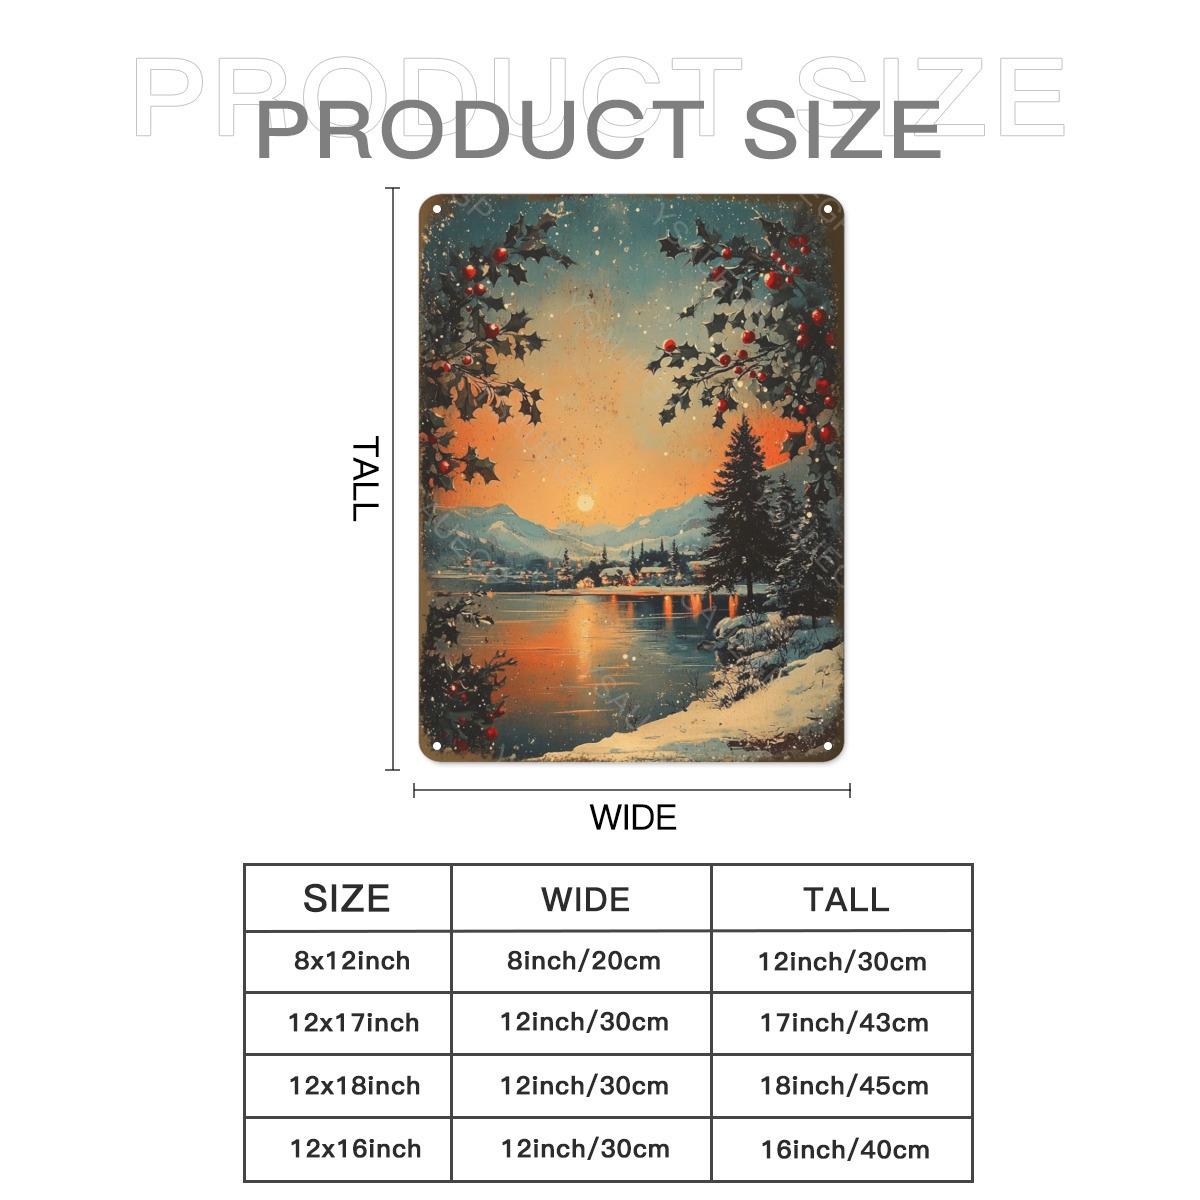 PRODUCT SIZE
PRODUCT SIZE
TALL
WIDE
SIZE WIDE TALL
8x12inch 8inch/20cm 12inch/30cm
12x17inch 12inch/30cm 17inch/43cm
12x18inch 12inch/30cm 18inch/45cm
12x16inch 12inch/30cm 16inch/40cm